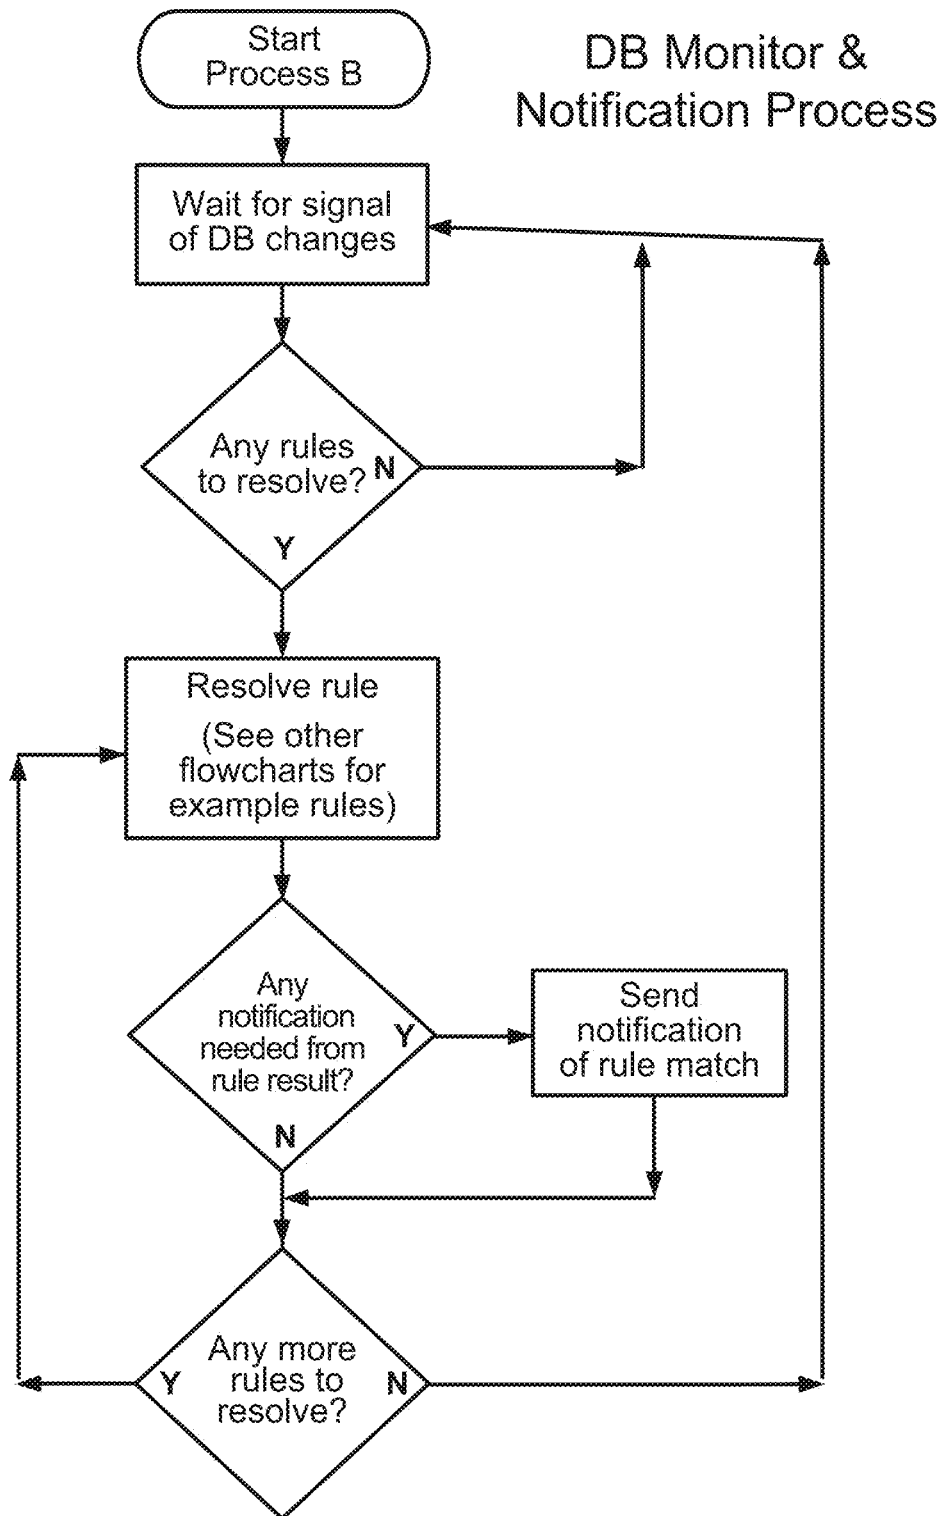 Start
Process B
DB Monitor &
Notification Process
Wait for signal
of DB changes
Any rules
to resolve?
N
Y
Resolve rule
(See other
flowcharts for
example rules)
Any
notification
needed from
rule result?
Y
N
Send
notification
of rule match
Any more
rules to
resolve?
Y
N